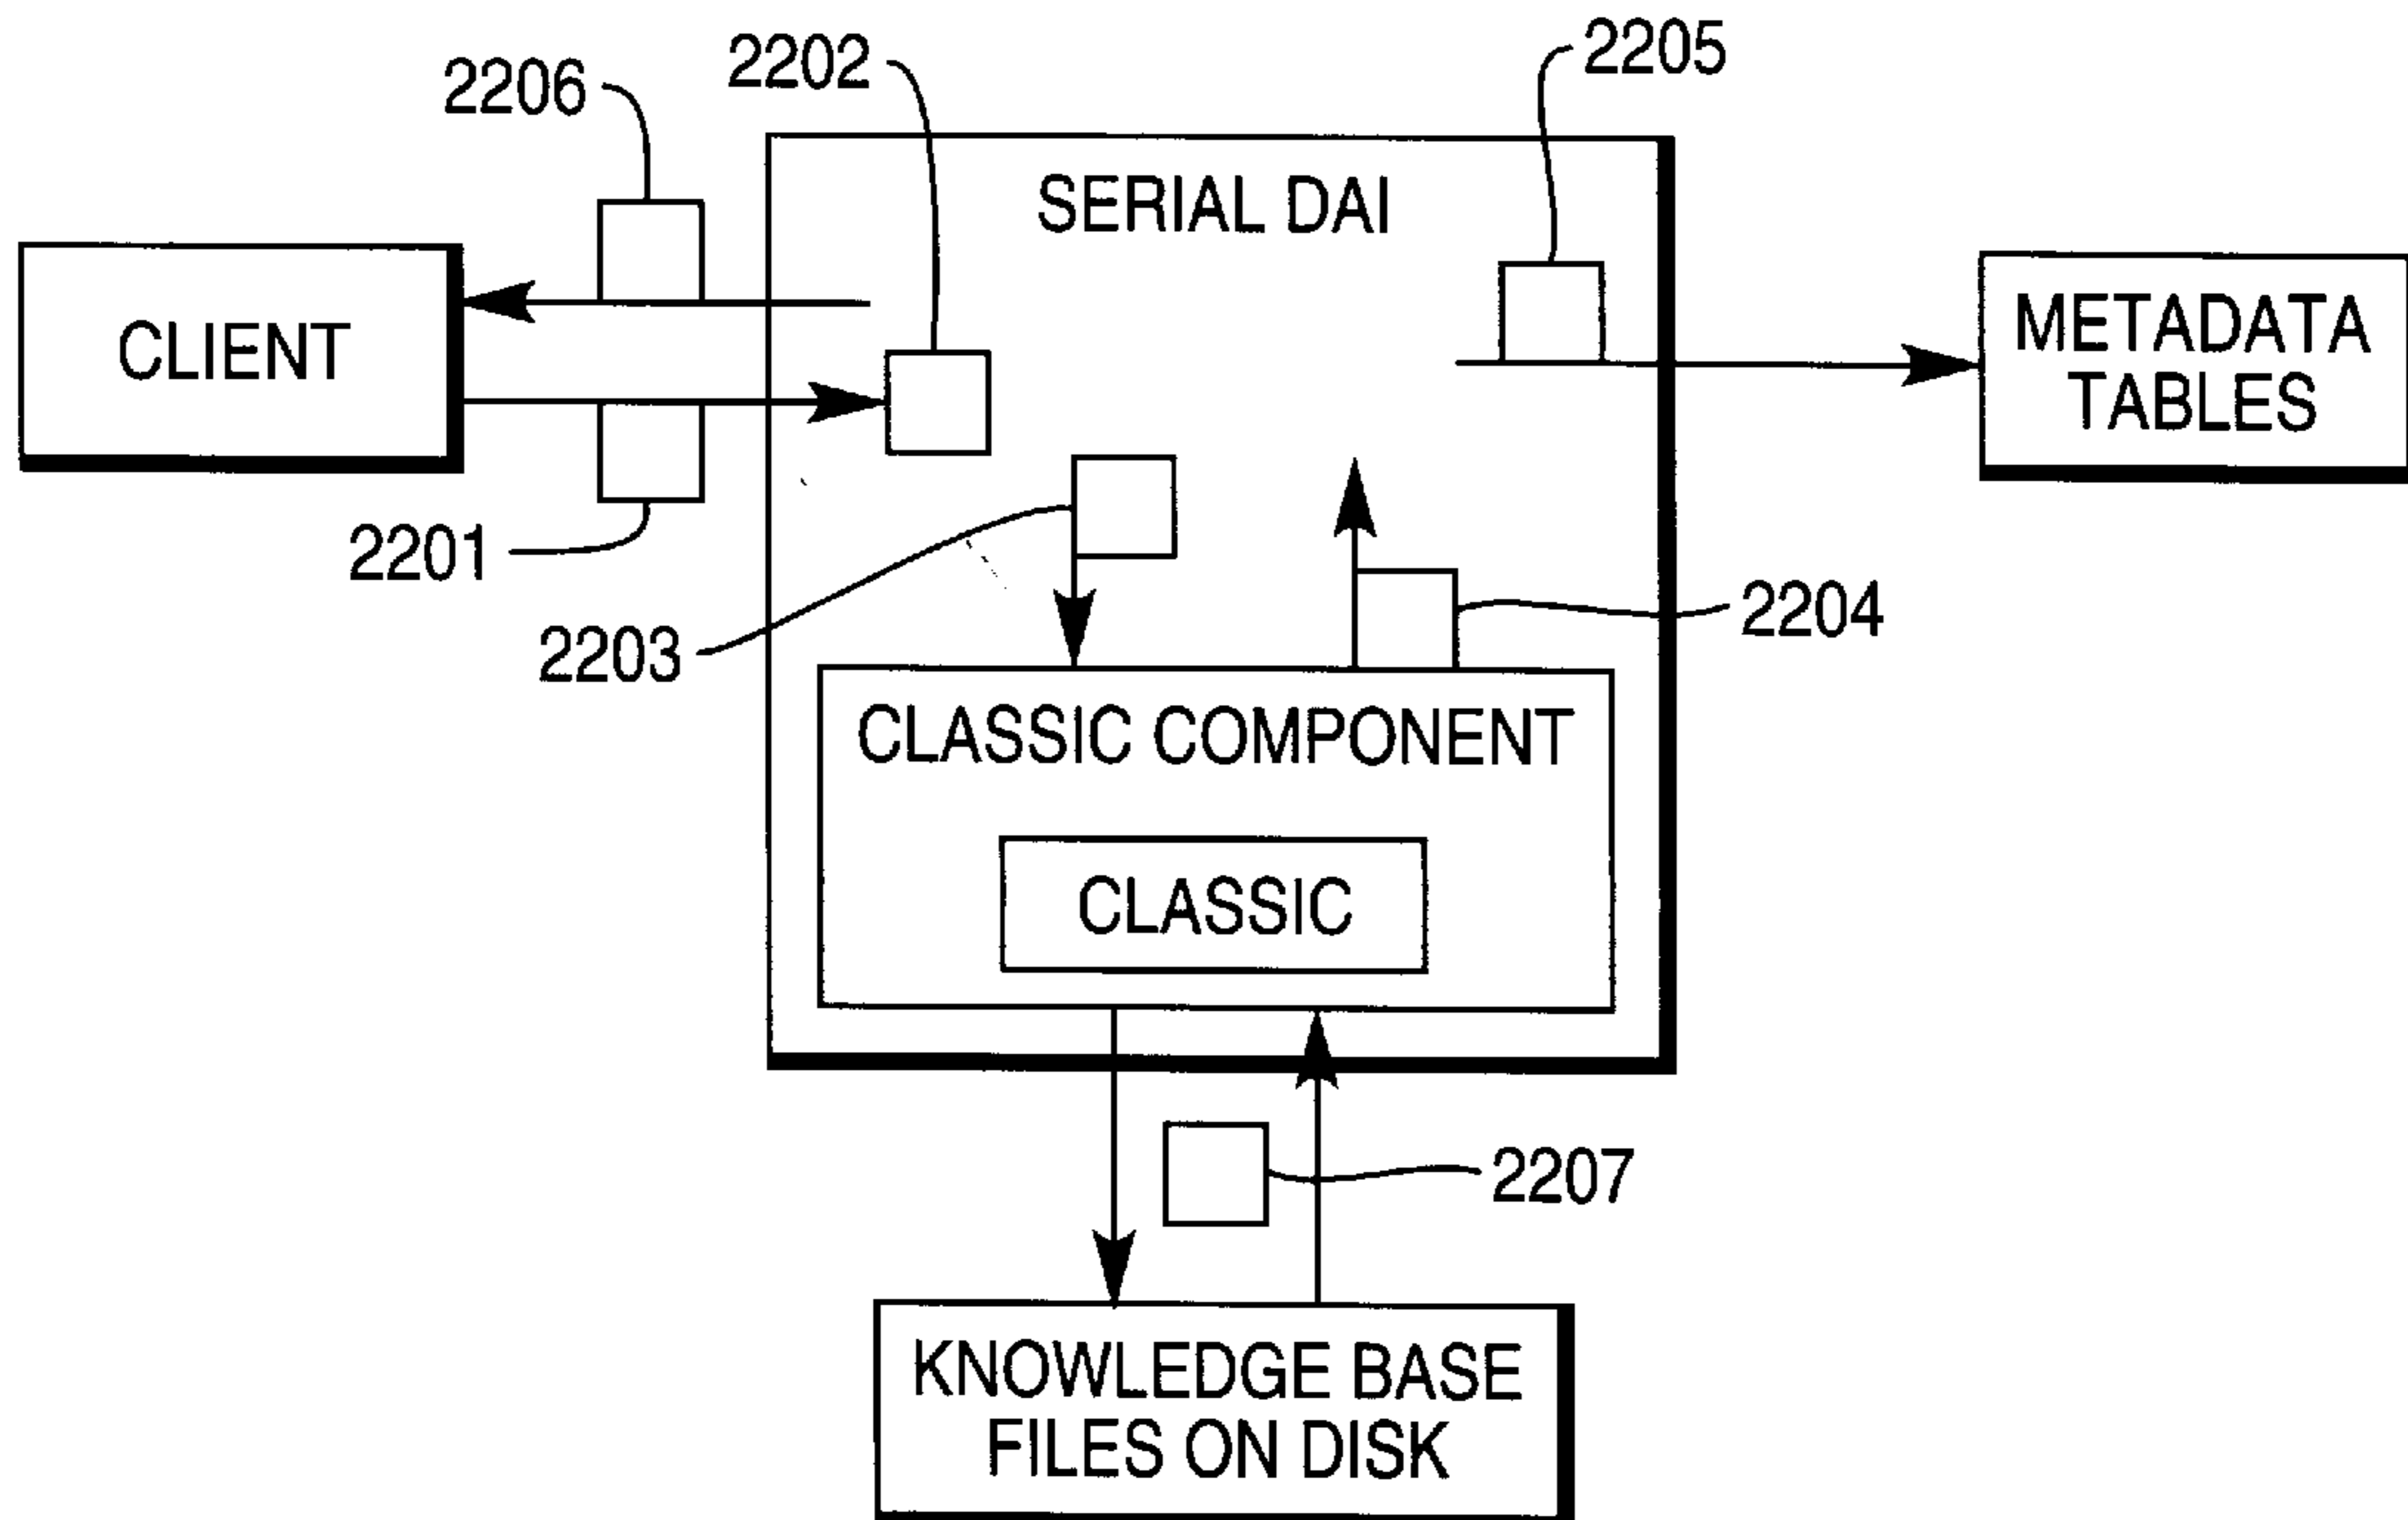 2202
2205
2206
SERIAL DAI
CLIENT
METADATA
TABLES
2201
2203
2204
CLASSIC COMPONENT
CLASSIC
2207
KNOWLEDGE BASE
FILES ON DISK